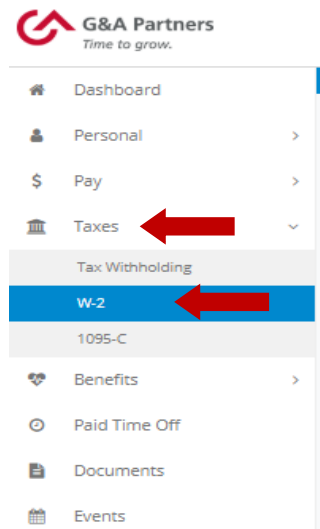 G&A Partners
Time to grow.
Dashboard
Personal
Pay
Taxes
Tax Withholding
W-2
1095-C
Benefits
Paid Time Off
Documents
Events